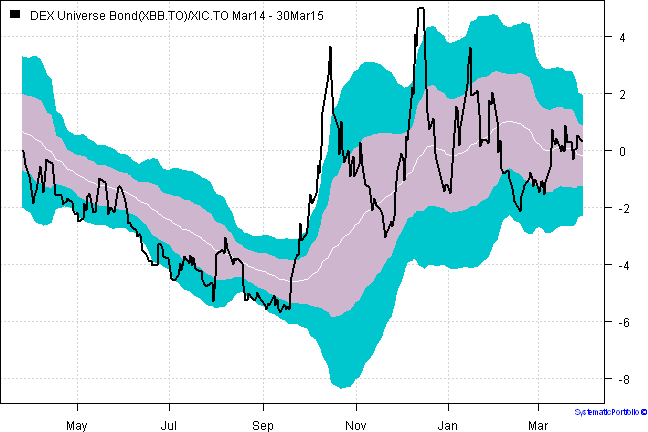 DEX Universe Bond(XBB.TO)/XIC.TO Mar14 - 30Mar15
4
2
0
-2
-4
-6
-8
May Jul Sep Nov Jan Mar
SystematicPortfolio ©